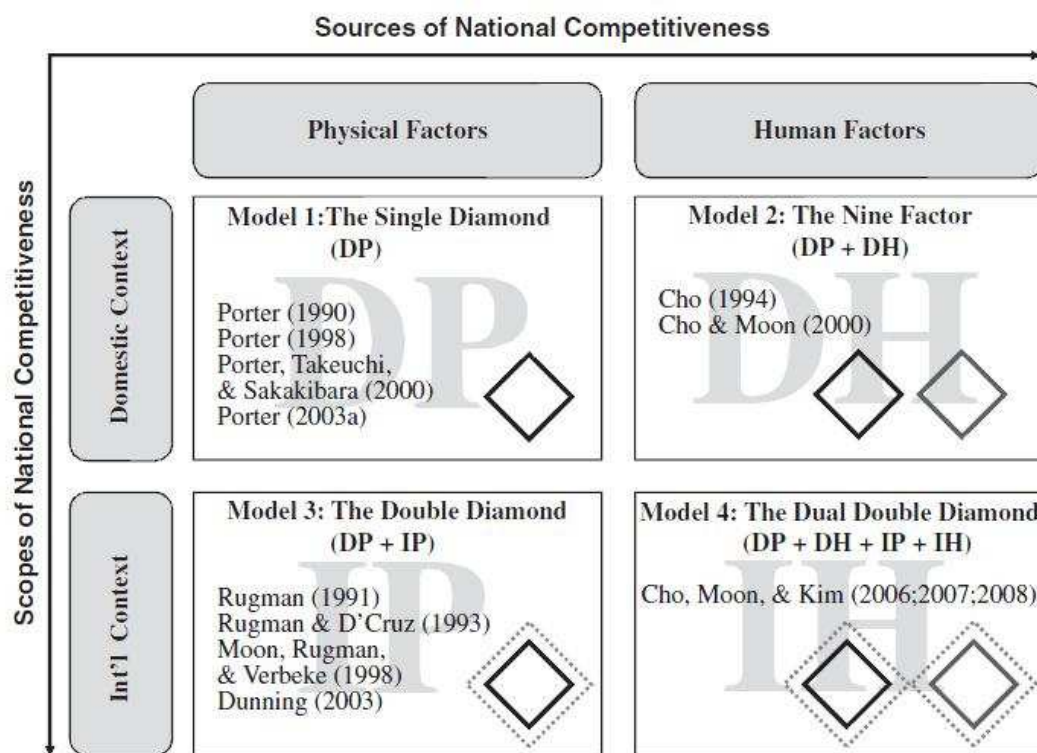 Sources of National Competitiveness
Scopes of National Competitiveness
Physical Factors
Human Factors
Domestic Context
Model 1:The Single Diamond
(DP)
DP
Porter (1990)
Porter (1998)
Porter, Takeuchi,
& Sakakibara (2000)
Porter (2003a)
Model 2: The Nine Factor
(DP + DH)
DH
Cho (1994)
Cho & Moon (2000)
Int'l Context
Model 3: The Double Diamond
(DP + IP)
IP
Rugman (1991)
Rugman & D'Cruz (1993)
Moon, Rugman,
& Verbeke (1998)
Dunning (2003)
Model 4: The Dual Double Diamond
(DP + DH + IP + IH)
IH
Cho, Moon, & Kim (2006;2007;2008)